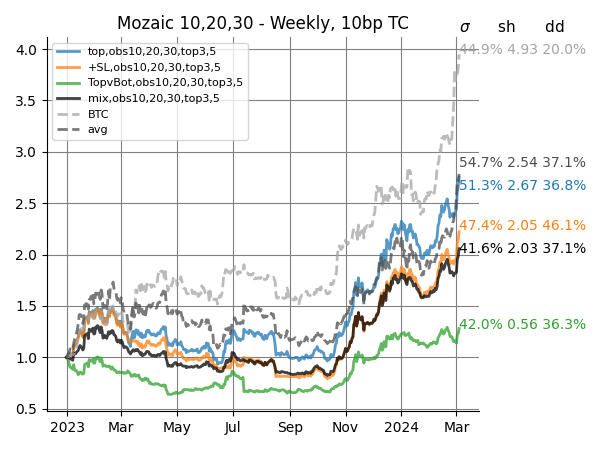 Mozaic 10,20,30 - Weekly, 10bp TC
σ sh dd
top,obs10,20,30,top3,5
+SL,obs10,20,30,top3,5
TopvBot,obs10,20,30,top3,5
mix,obs10,20,30,top3,5
BTC
avg
44.9% 4.93 20.0%
54.7% 2.54 37.1%
51.3% 2.67 36.8%
47.4% 2.05 46.1%
41.6% 2.03 37.1%
42.0% 0.56 36.3%
4.0
3.5
3.0
2.5
2.0
1.5
1.0
0.5
2023 Mar May Jul Sep Nov 2024 Mar